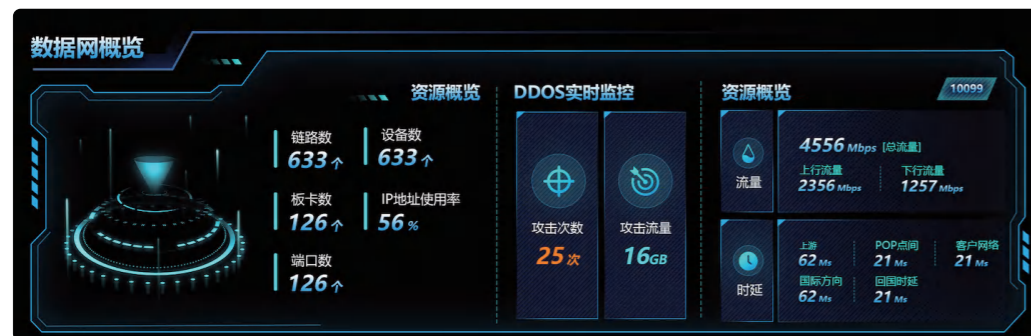 数据网概览
资源概览
链路数
633个
设备数
633个
板卡数
126个
IP地址使用率
56%
端口数
126个
DDOS实时监控
攻击次数
25次
攻击流量
16GB
资源概览
10099
流量
4556 Mbps [总流量]
上行流量
2356 Mbps
下行流量
1257 Mbps
时延
上游
62 Ms
POP点间
21 Ms
客户网络
21 Ms
国际方向
62 Ms
回国时延
21 Ms